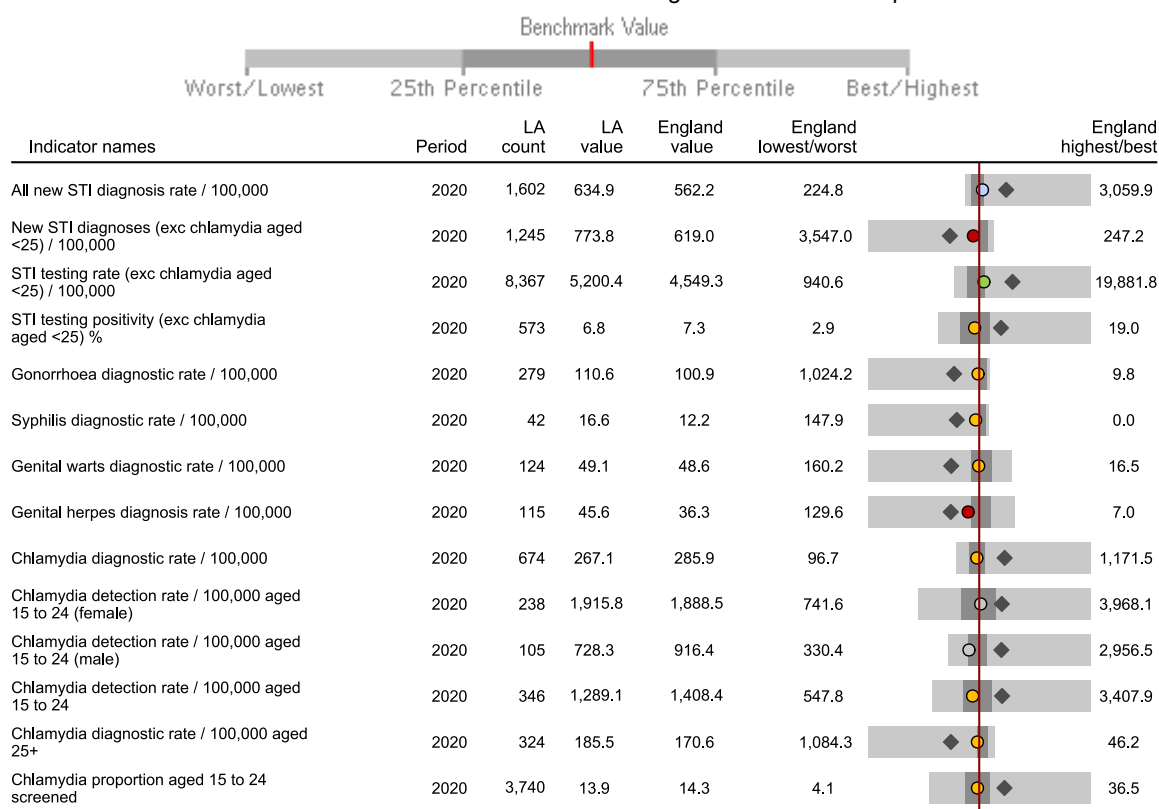 Benchmark Value
Worst/Lowest 25th Percentile 75th Percentile Best/Highest
Indicator names Period LA count LA value England value England lowest/worst England highest/best
All new STI diagnosis rate / 100,000 2020 1,602 634.9 562.2 224.8 3,059.9
New STI diagnoses (exc chlamydia aged
<25) / 100,000 2020 1,245 773.8 619.0 3,547.0 247.2
STI testing rate (exc chlamydia aged
<25) / 100,000 2020 8,367 5,200.4 4,549.3 940.6 19,881.8
STI testing positivity (exc chlamydia
aged <25) % 2020 573 6.8 7.3 2.9 19.0
Gonorrhoea diagnostic rate / 100,000 2020 279 110.6 100.9 1,024.2 9.8
Syphilis diagnostic rate / 100,000 2020 42 16.6 12.2 147.9 0.0
Genital warts diagnostic rate / 100,000 2020 124 49.1 48.6 160.2 16.5
Genital herpes diagnosis rate / 100,000 2020 115 45.6 36.3 129.6 7.0
Chlamydia diagnostic rate / 100,000 2020 674 267.1 285.9 96.7 1,171.5
Chlamydia detection rate / 100,000 aged
15 to 24 (female) 2020 238 1,915.8 1,888.5 741.6 3,968.1
Chlamydia detection rate / 100,000 aged
15 to 24 (male) 2020 105 728.3 916.4 330.4 2,956.5
Chlamydia detection rate / 100,000 aged
15 to 24 2020 346 1,289.1 1,408.4 547.8 3,407.9
Chlamydia diagnostic rate / 100,000 aged
25+ 2020 324 185.5 170.6 1,084.3 46.2
Chlamydia proportion aged 15 to 24
screened 2020 3,740 13.9 14.3 4.1 36.5